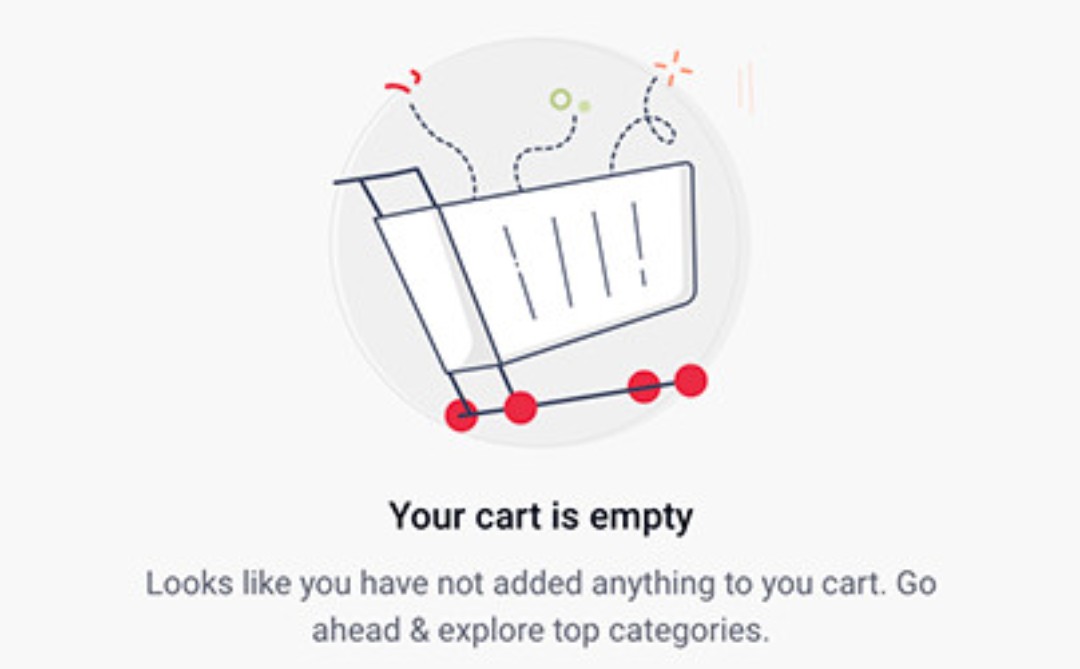 Your cart is empty
Looks like you have not added anything to you cart. Go
ahead & explore top categories.